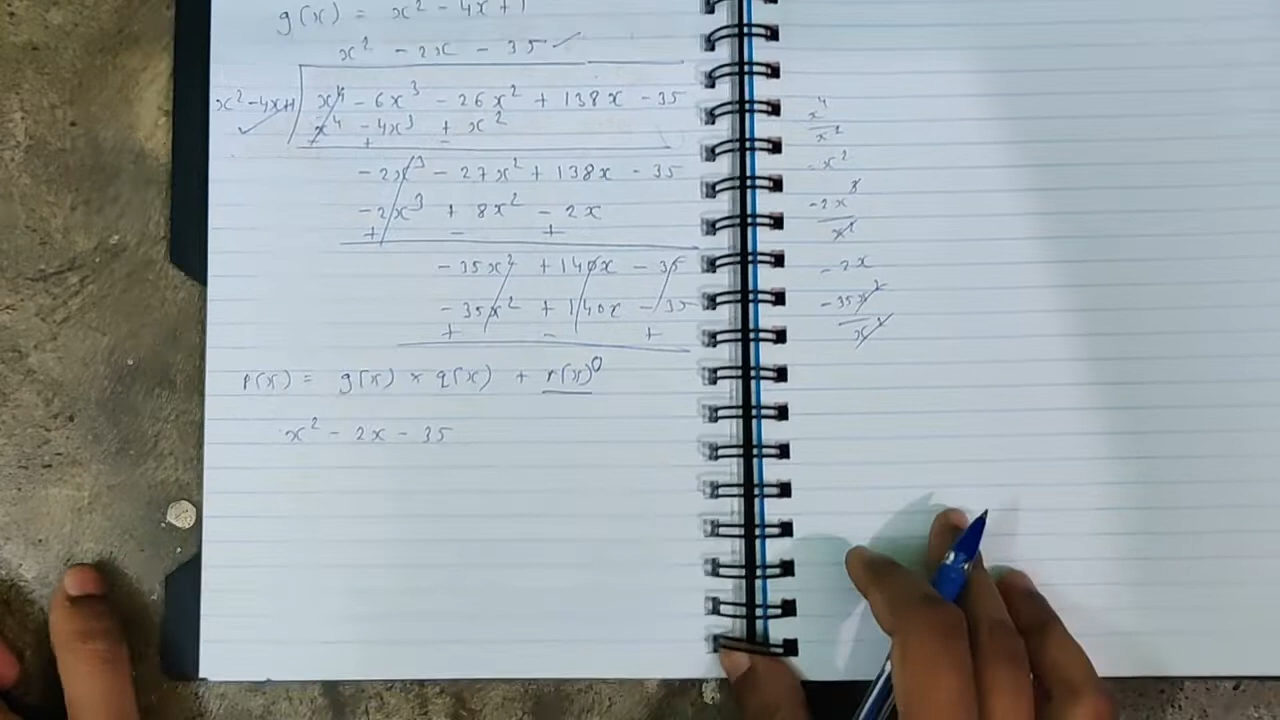 g(x) = x² - 4x + 1
x² - 2x - 35 ✓
x² - 4x + 1 x⁴ - 6x³ - 26x² + 138x - 35
x⁴ - 4x³ + x²
+ -
- 2x³ - 27x² + 138x - 35
- 2x³ + 8x² - 2x
+ - +
- 35x² + 140x - 35
- 35x² + 140x - 35
+ - +
p(x) = g(x) × q(x) + r(x) 0
x² - 2x - 35
x⁴
x²
- x²
- 2x³
x²
- 2x
- 35x²
x²